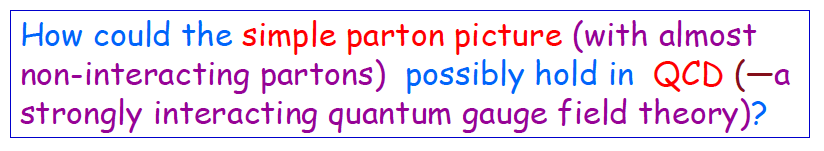 How could the simple parton picture (with almost
non-interacting partons) possibly hold in QCD (—a
strongly interacting quantum gauge field theory)?